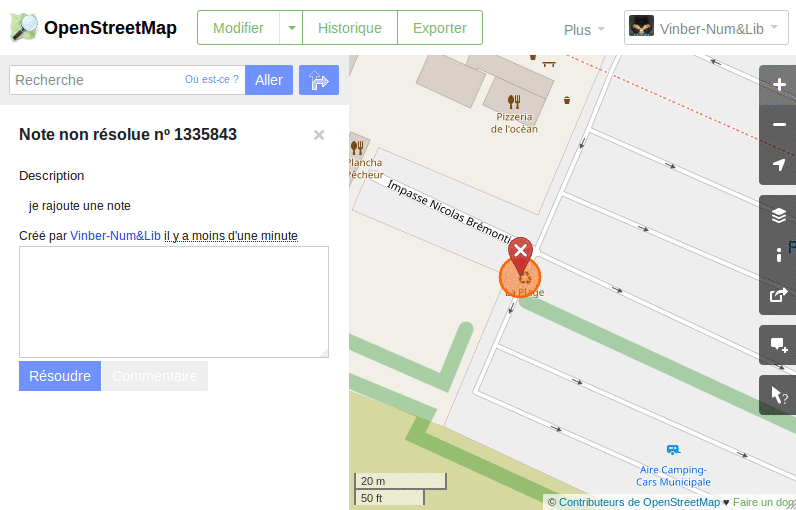 OpenStreetMap
Modifier
Historique
Exporter
Plus
Vinber-Num&Lib
Recherche
Où est-ce ?
Aller
Note non résolue nº 1335843
×
Description
je rajoute une note
Créé par Vinber-Num&Lib il y a moins d'une minute
Résoudre
Commentaire
Pizzeria
de l'océan
Plancha
Pêcheur
Impasse Nicolas Brémonti
La Plage
Aire Camping-
Cars Municipale
20 m
50 ft
© Contributeurs de OpenStreetMap ♥ Faire un don